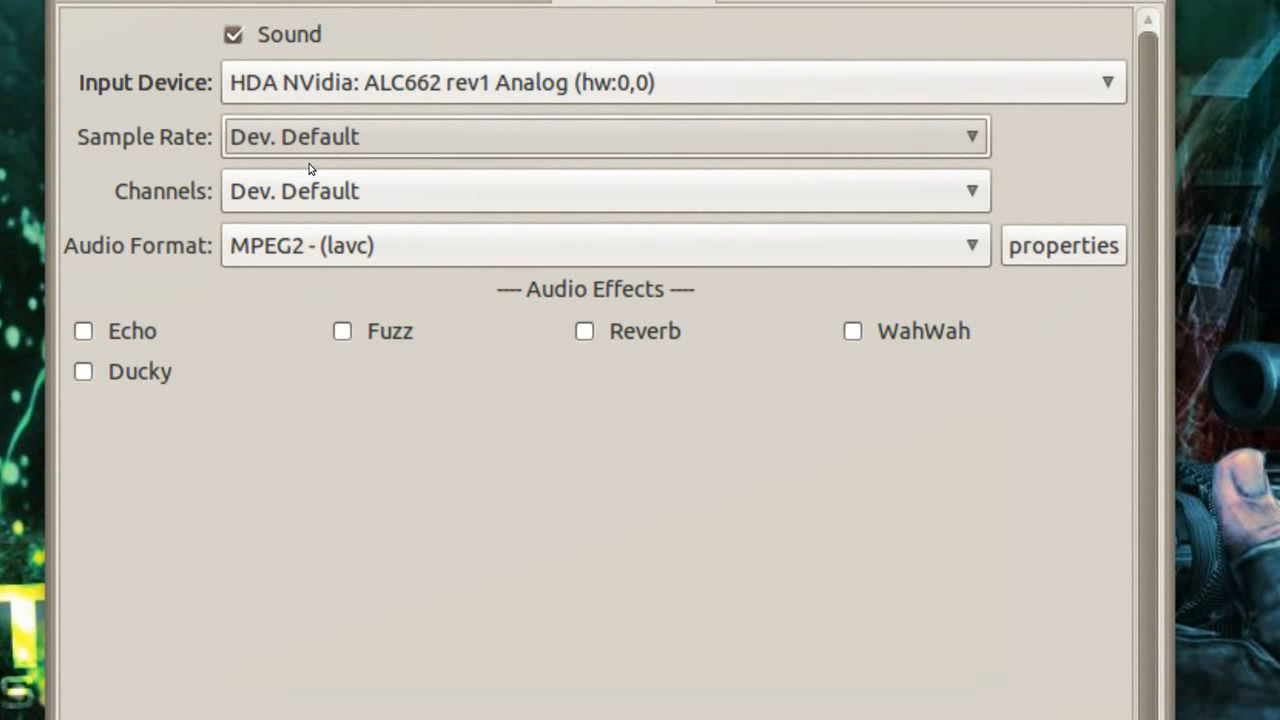 Sound
Input Device: HDA NVidia: ALC662 rev1 Analog (hw:0,0)
Sample Rate: Dev. Default
Channels: Dev. Default
Audio Format: MPEG2 - (lavc) properties
---- Audio Effects ----
Echo Fuzz Reverb WahWah
Ducky
T
S